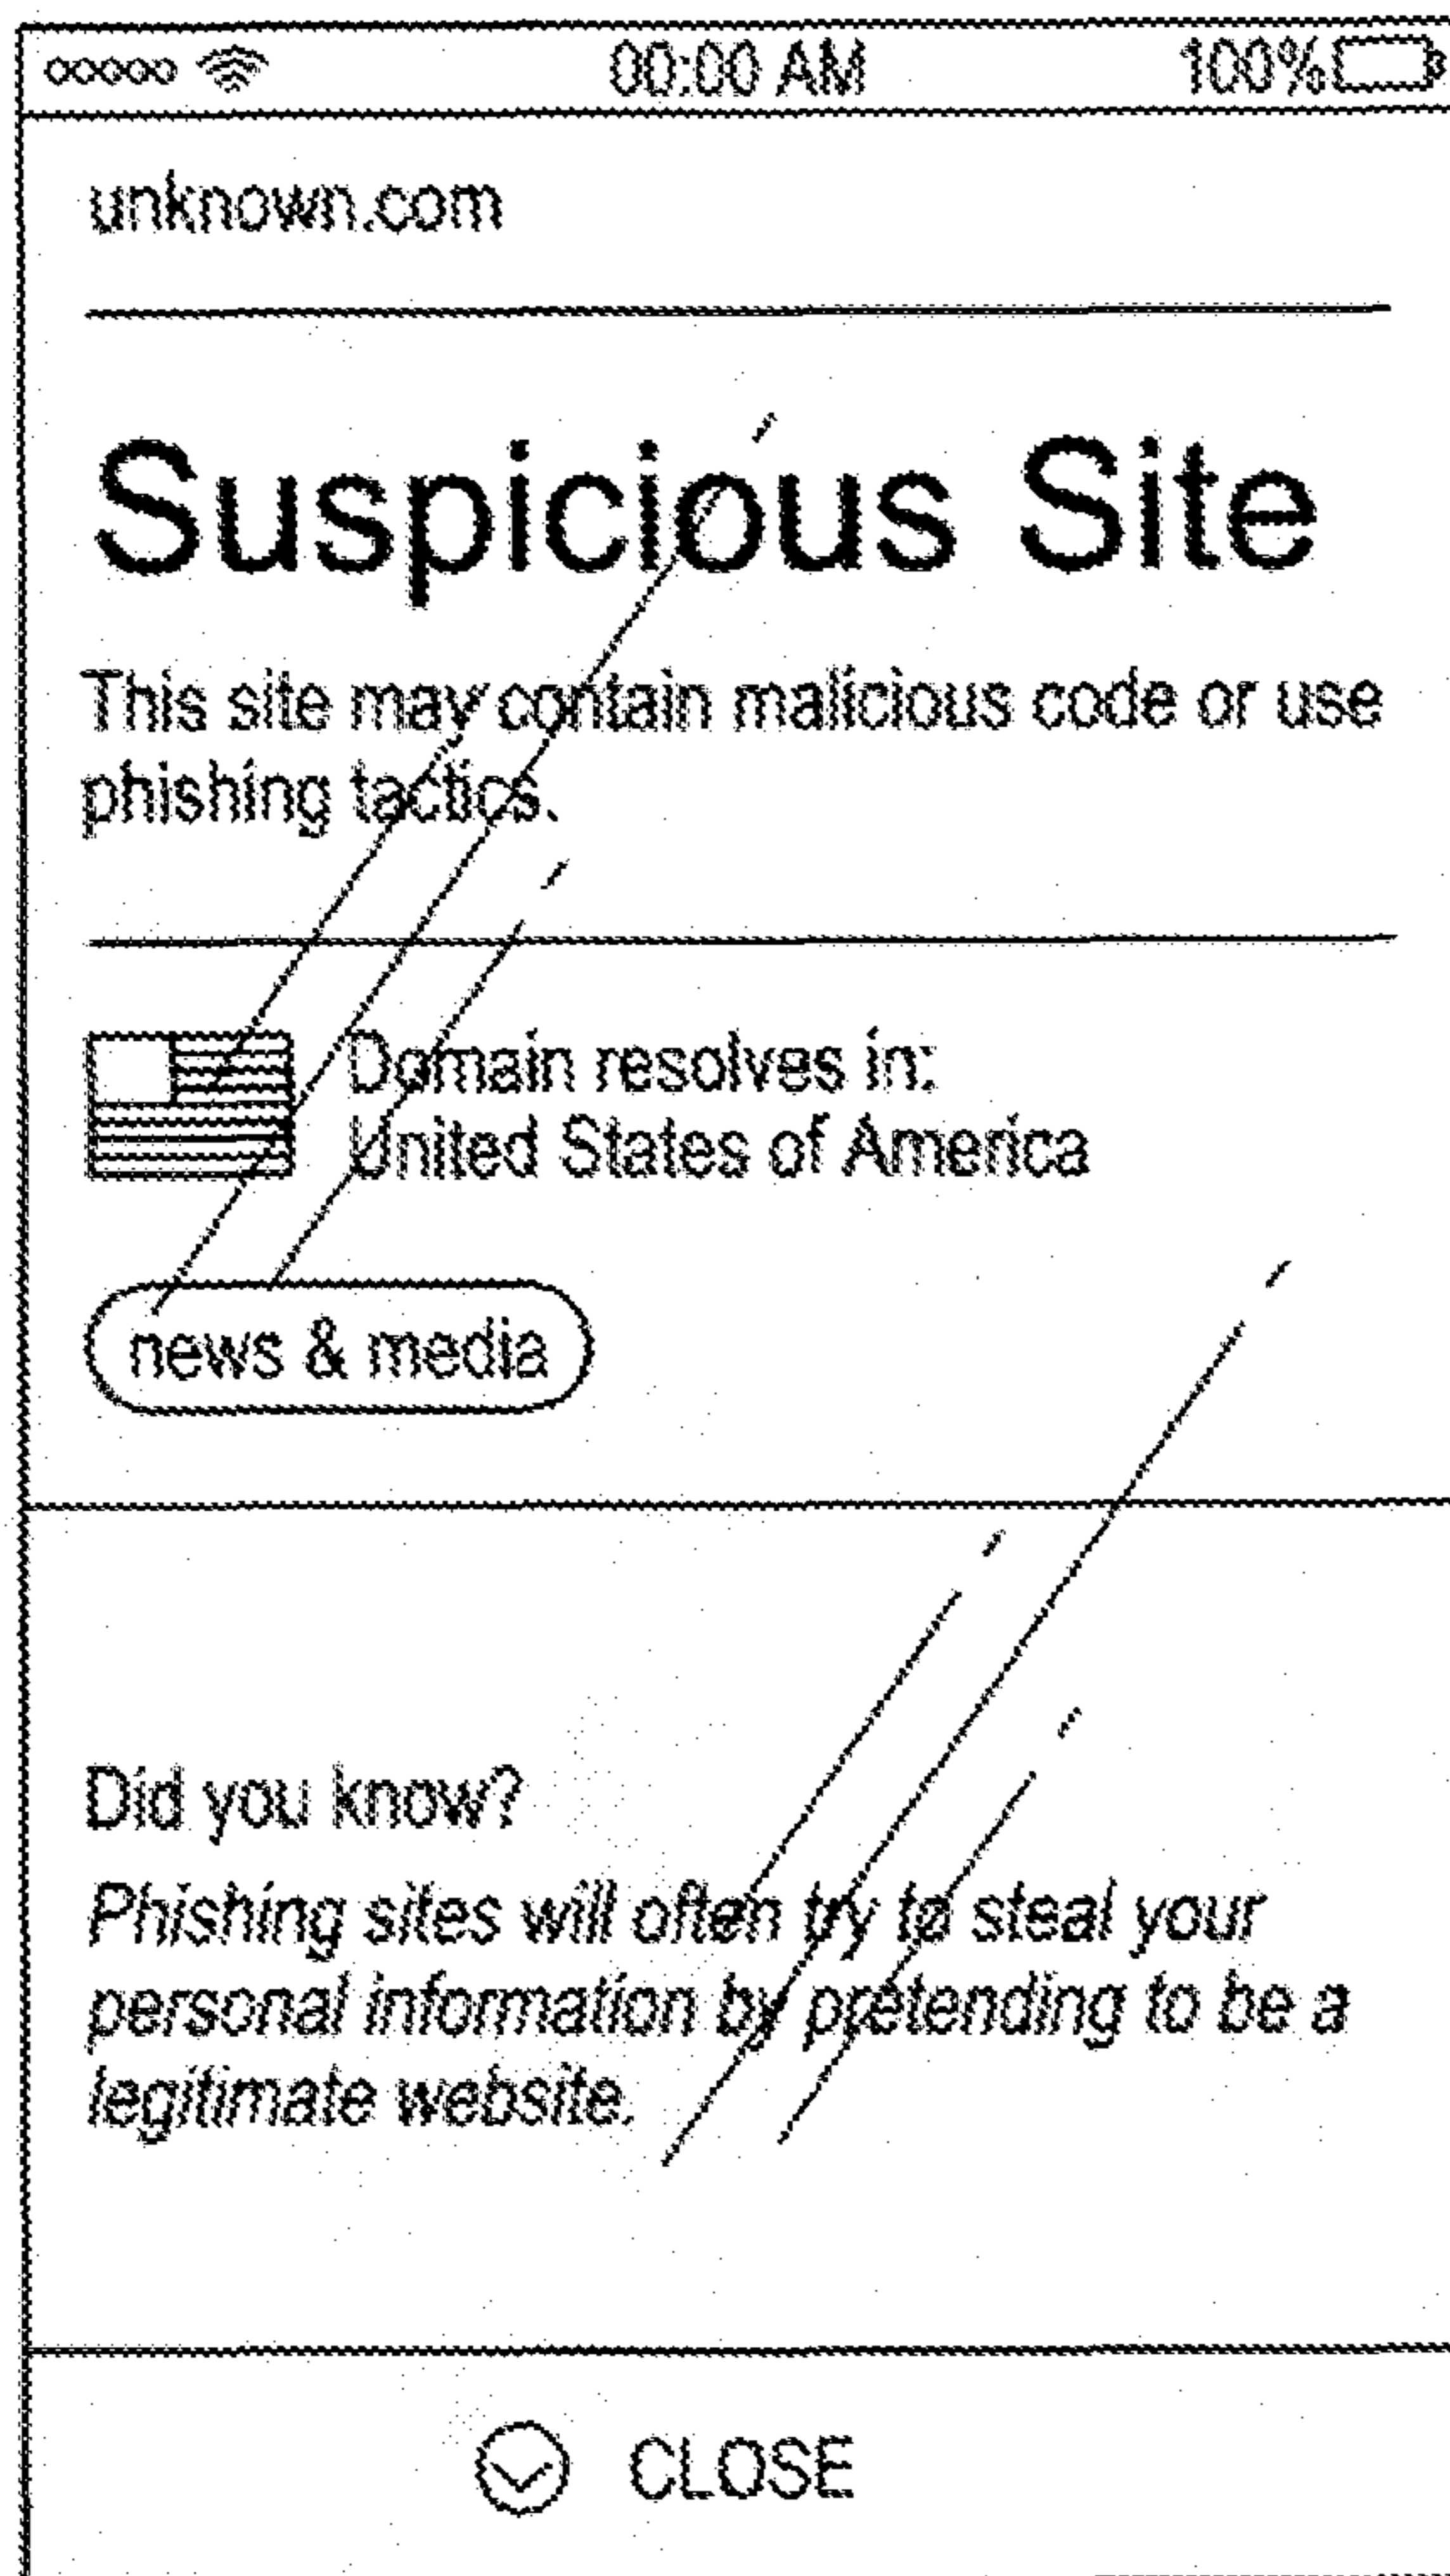 00:00 AM 100%
unknown.com
Suspicious Site
This site may contain malicious code or use
phishing tactics.
Domain resolves in:
United States of America
news & media
Did you know?
Phishing sites will often try to steal your
personal information by pretending to be a
legitimate website.
CLOSE